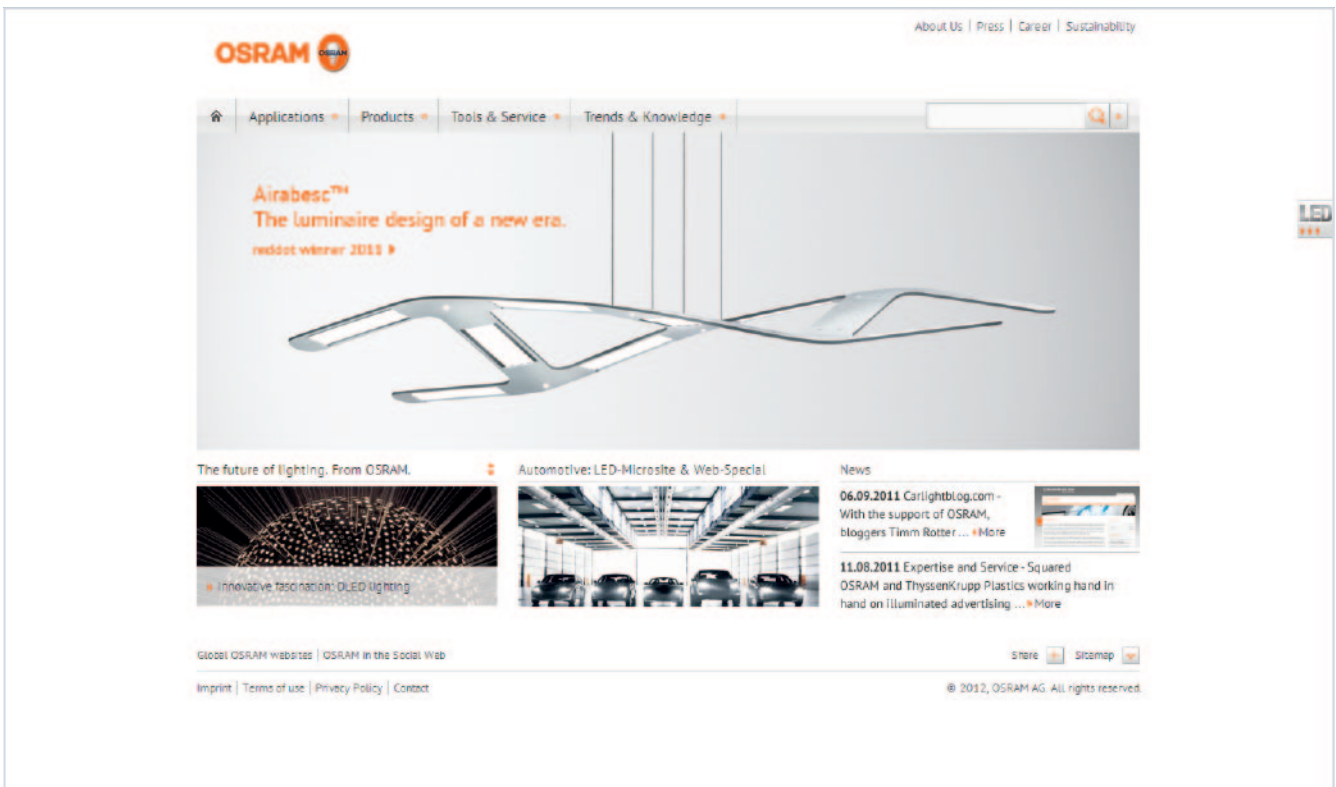 About Us | Press | Career | Sustainability
OSRAM OSRAM
Applications Products Tools & Service Trends & Knowledge
Airabesc™
The luminaire design of a new era.
reddot winner 2011
LED
The future of lighting. From OSRAM.
Innovative fascination: OLED lighting
Automotive: LED-Microsite & Web-Special
News
06.09.2011 Carlightblog.com -
With the support of OSRAM,
bloggers Timm Rotter ... More
11.08.2011 Expertise and Service - Squared
OSRAM and ThyssenKrupp Plastics working hand in
hand on illuminated advertising ... More
Global OSRAM websites | OSRAM in the Social Web
Share Sitemap
Imprint | Terms of use | Privacy Policy | Contact
© 2012, OSRAM AG. All rights reserved.